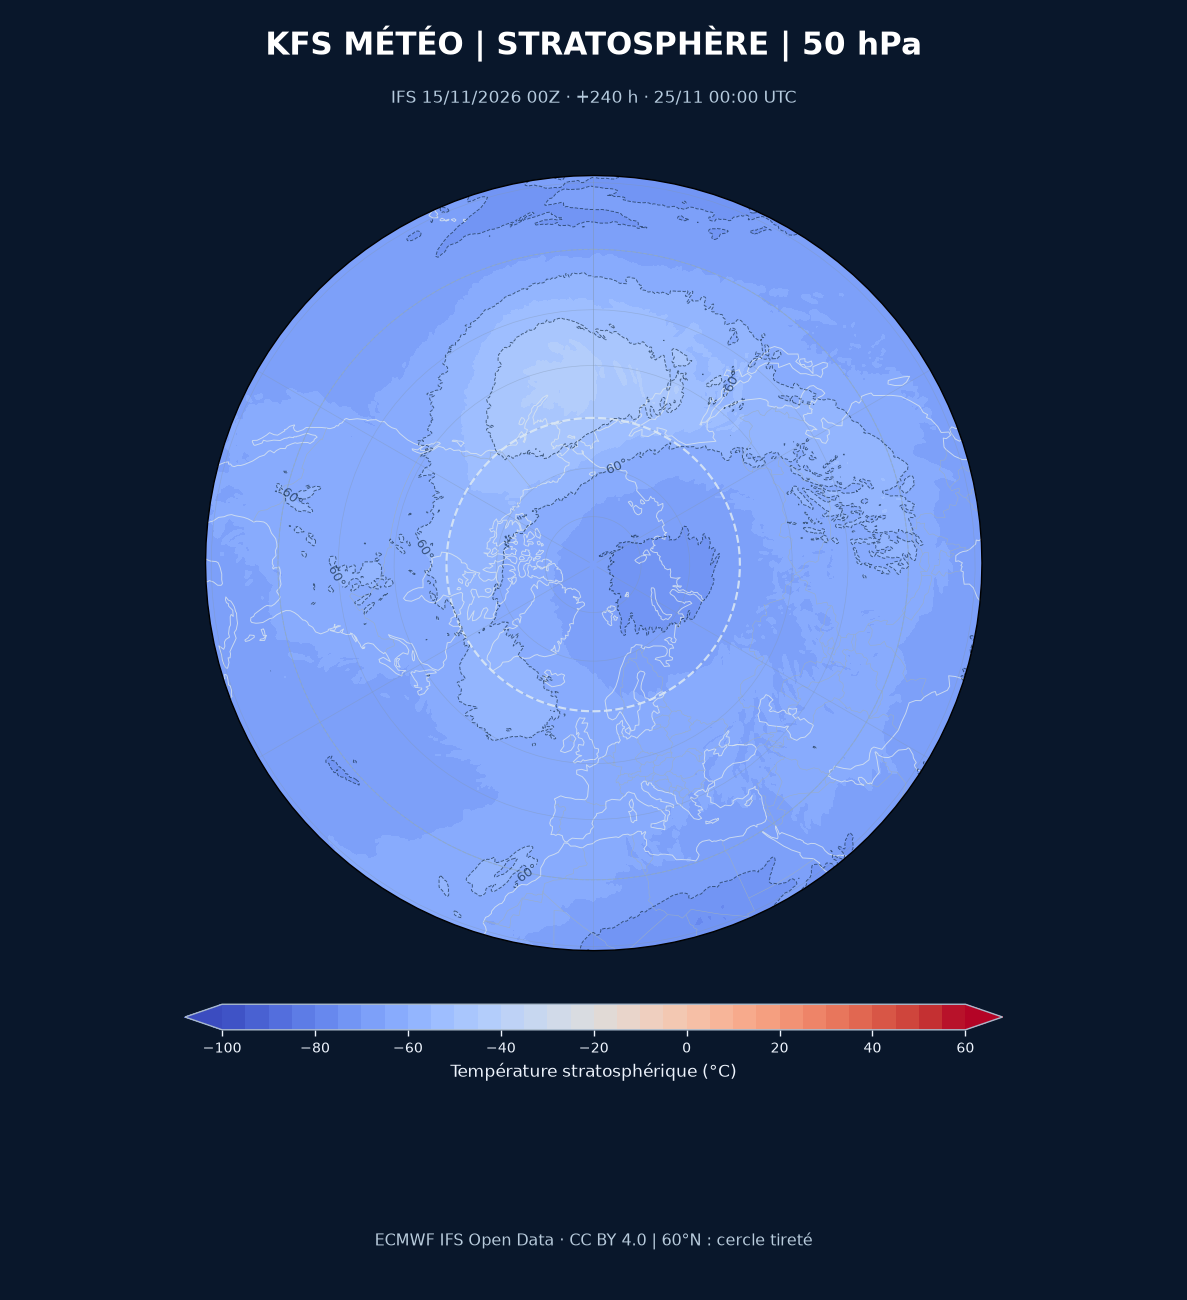 KFS MÉTÉO | STRATOSPHÈRE | 50 hPa
IFS 15/11/2026 00Z · +240 h · 25/11 00:00 UTC
-60°
-60°
-60°
-60°
-60°
-60°
−100 −80 −60 −40 −20 0 20 40 60
Température stratosphérique (°C)
ECMWF IFS Open Data · CC BY 4.0 | 60°N : cercle tireté